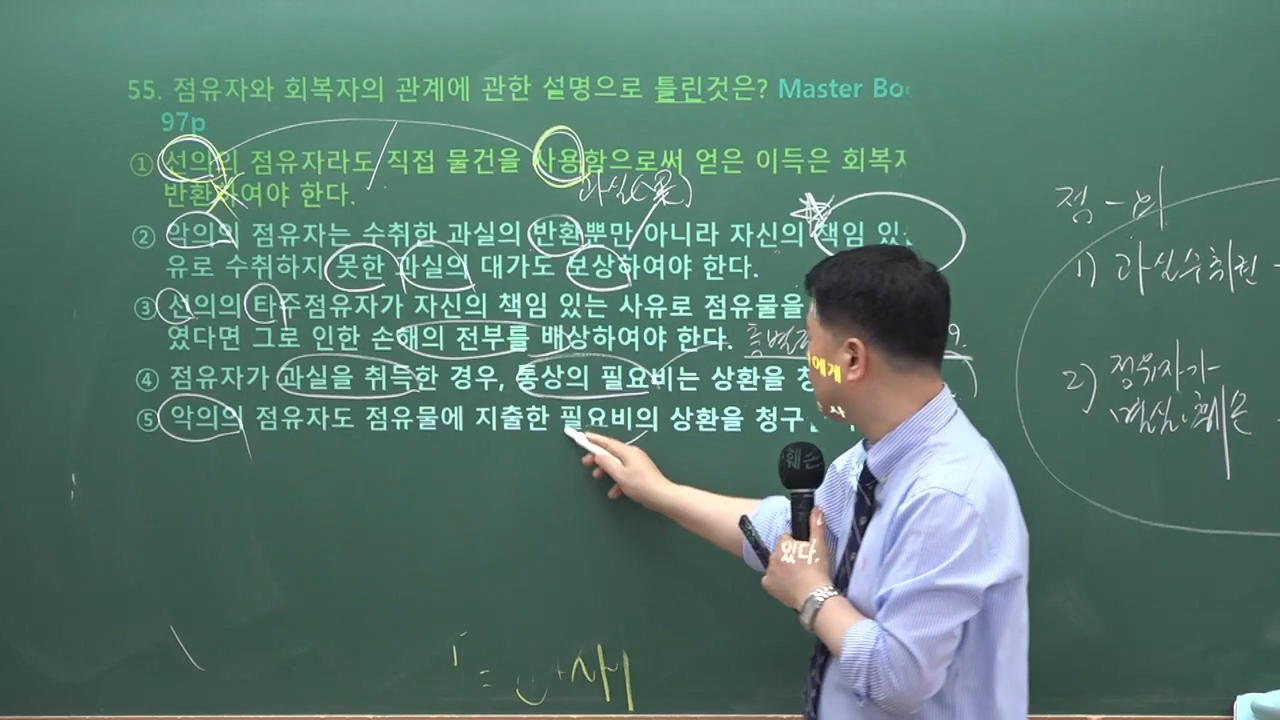 55. 점유자와 회복자의 관계에 관한 설명으로 틀린것은? Master Bo
97p
① 선의의 점유자라도 직접 물건을 사용함으로써 얻은 이득은 회복자에게
반환하여야 한다.
과실(果)
② 악의의 점유자는 수취한 과실의 반환뿐만 아니라 자신의 책임 있는
유로 수취하지 못한 과실의 대가도 보상하여야 한다.
③ 선의의 타주점유자가 자신의 책임 있는 사유로 점유물을 훼손
였다면 그로 인한 손해의 전부를 배상하여야 한다.
④ 점유자가 과실을 취득한 경우, 통상의 필요비는 상환을 청
⑤ 악의의 점유자도 점유물에 지출한 필요비의 상환을 청구 있다.
점 -
1) 과실수취권 -
2) 점유자가